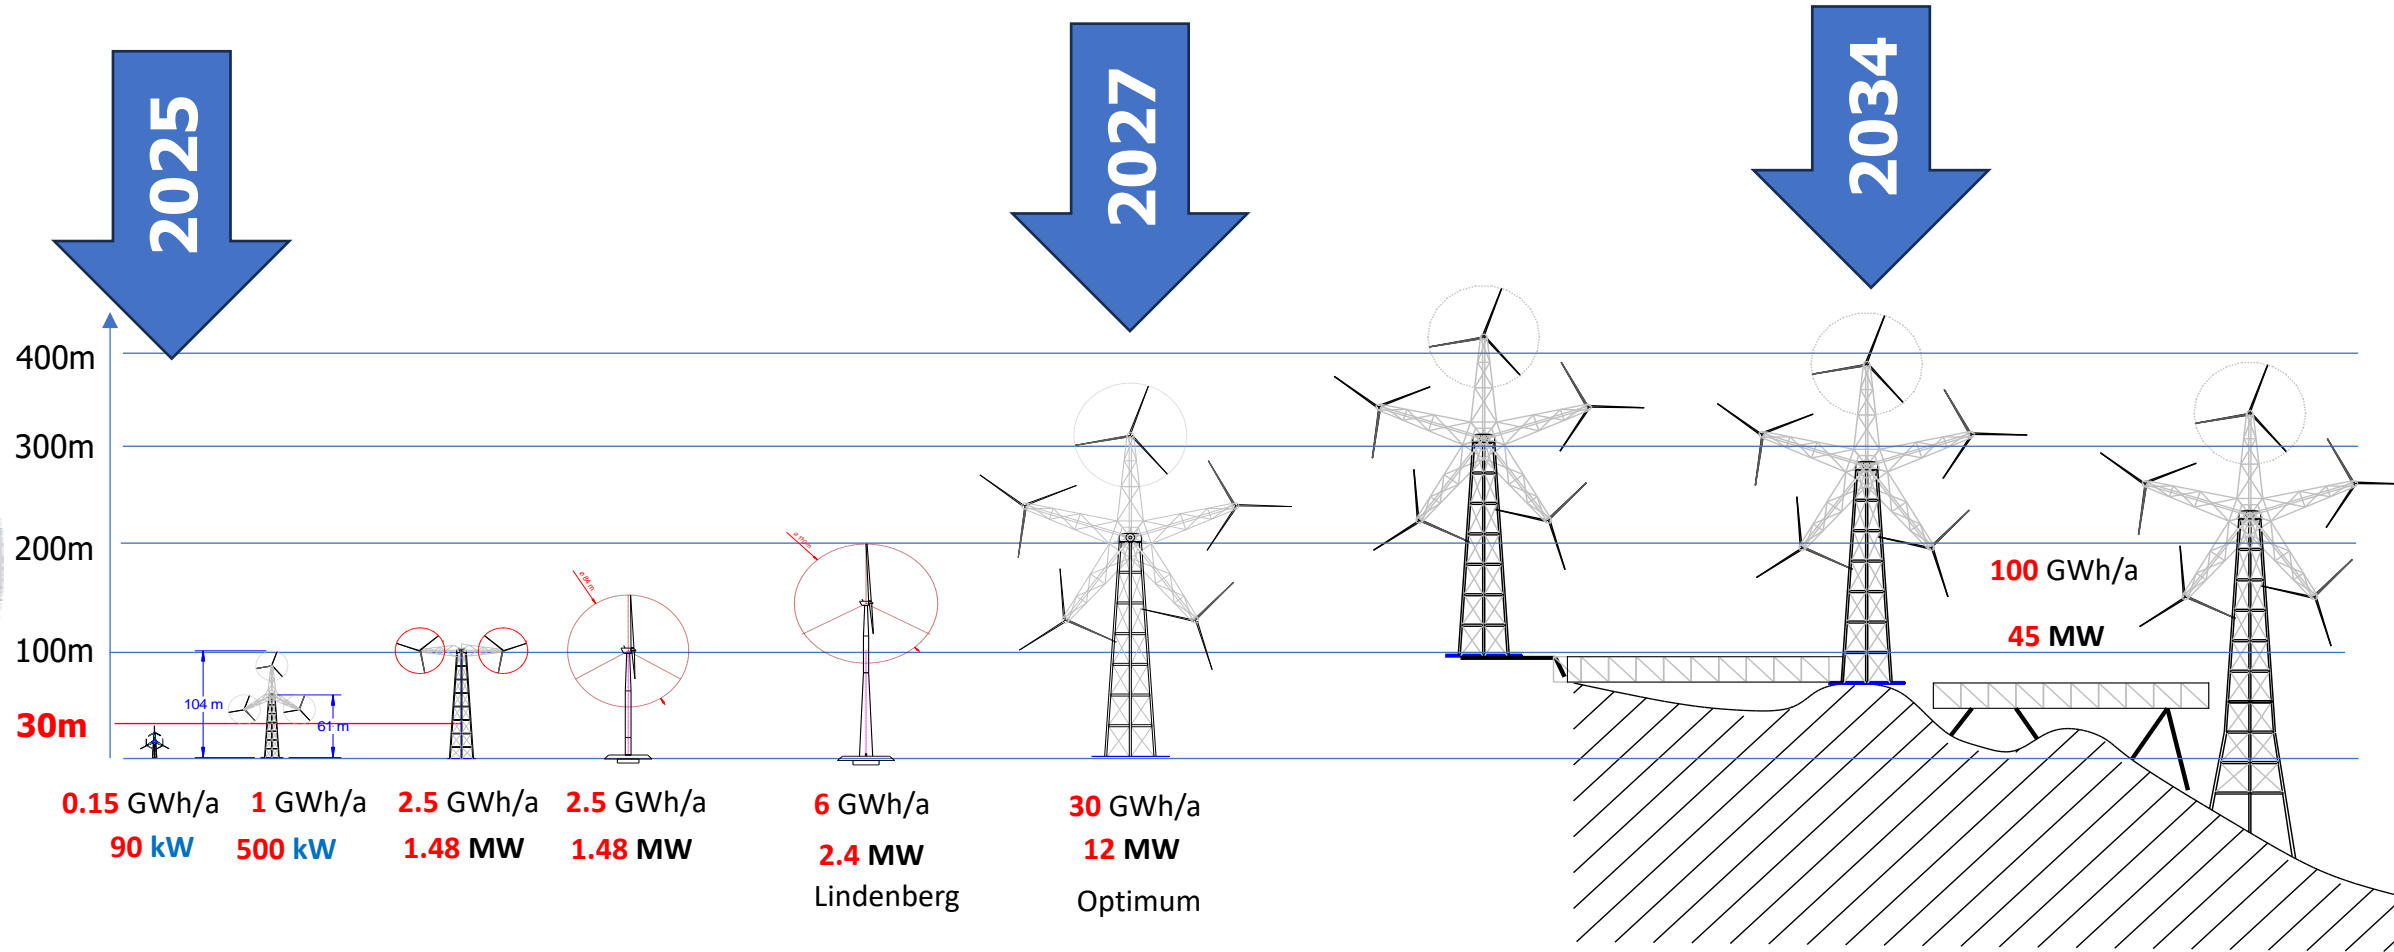 2025
2027
2034
400m
300m
200m
100m
30m
104 m
61 m
ø 84 m
100 GWh/a
45 MW
0.15 GWh/a
90 kW
1 GWh/a
500 kW
2.5 GWh/a
1.48 MW
2.5 GWh/a
1.48 MW
6 GWh/a
2.4 MW
Lindenberg
30 GWh/a
12 MW
Optimum